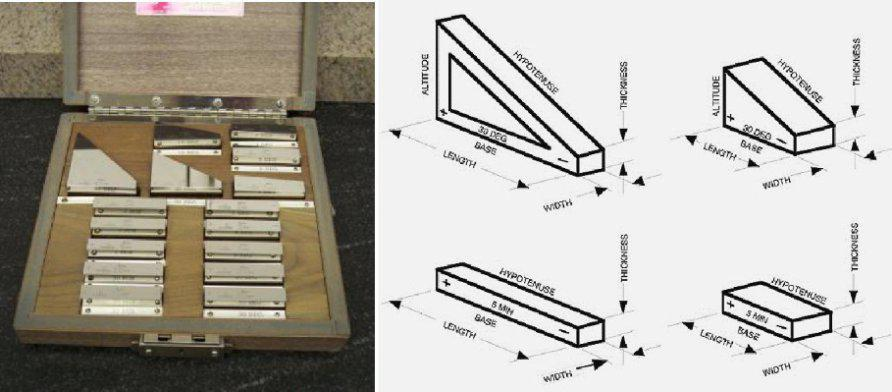 ALTITUDE
HYPOTENUSE
THICKNESS
+
30 DEG
-
BASE
LENGTH
WIDTH
ALTITUDE
HYPOTENUSE
THICKNESS
+
30 DEG
-
BASE
LENGTH
WIDTH
HYPOTENUSE
THICKNESS
+
5 MIN
-
BASE
LENGTH
WIDTH
HYPOTENUSE
THICKNESS
+
5 MIN
-
BASE
LENGTH
WIDTH